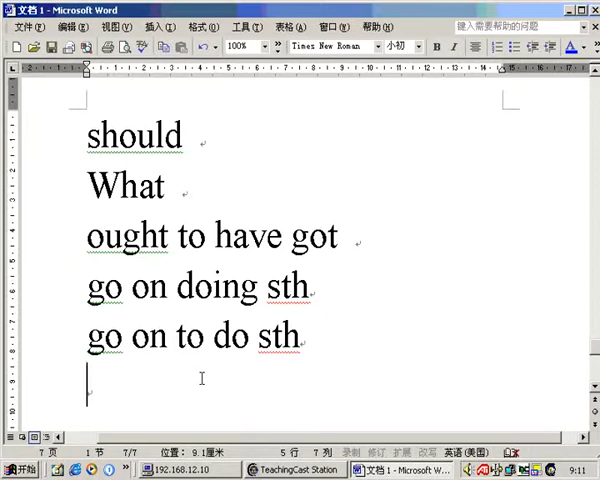 文档 1 - Microsoft Word
文件(F) 编辑(E) 视图(V) 插入(I) 格式(O) 工具(T) 表格(A) 窗口(W) 帮助(H) 键入需要帮助的问题
100% Times New Roman 小初 B I U A
should
What
ought to have got
go on doing sth
go on to do sth
7 页 1 节 7/7 位置: 9.1厘米 5 行 7 列 录制 修订 扩展 改写 英语(美国)
开始 192.168.12.10 TeachingCast Station 文档 1 - Microsoft W... 9:11